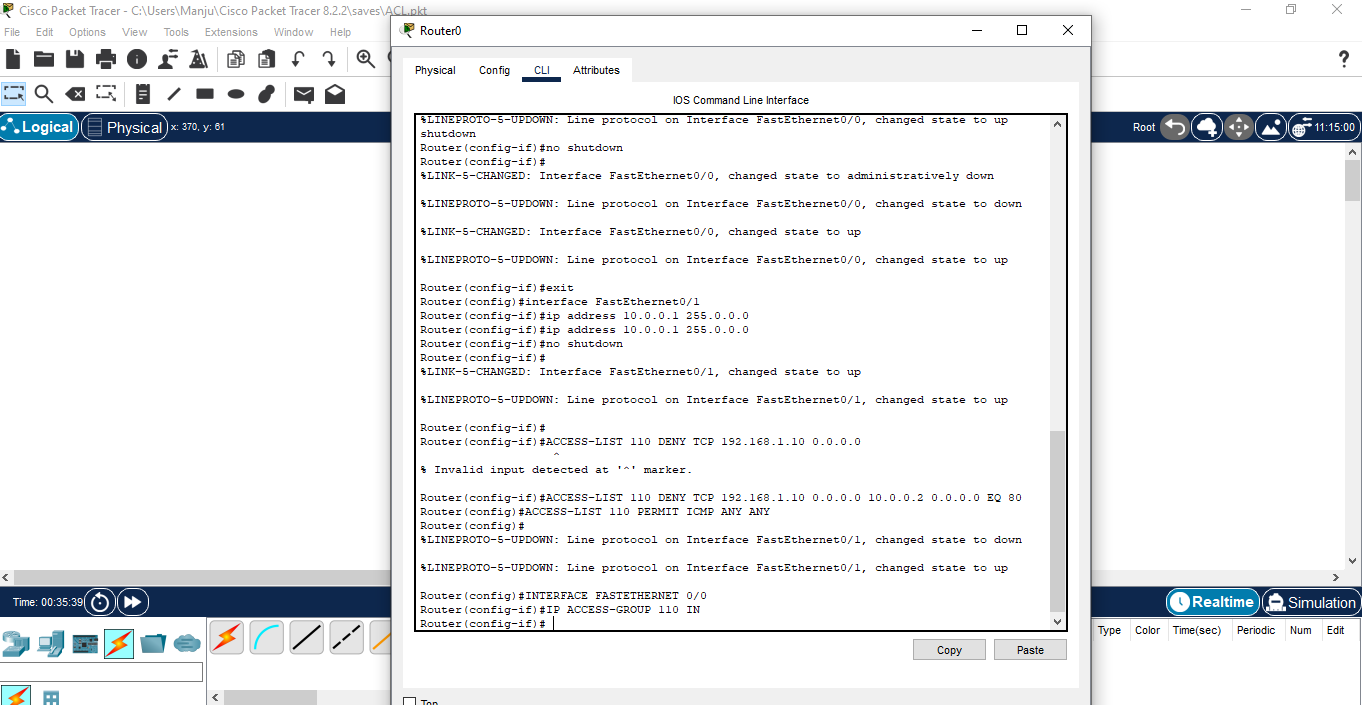 Cisco Packet Tracer - C:\Users\Manju\Cisco Packet Tracer 8.2.2\saves\ACL.pkt
File Edit Options View Tools Extensions Window Help
Logical Physical x: 370, y: 61
Root 11:15:00
Router0
Physical Config CLI Attributes
IOS Command Line Interface
%LINEPROTO-5-UPDOWN: Line protocol on Interface FastEthernet0/0, changed state to up
shutdown
Router(config-if)#no shutdown
Router(config-if)#
%LINK-5-CHANGED: Interface FastEthernet0/0, changed state to administratively down
%LINEPROTO-5-UPDOWN: Line protocol on Interface FastEthernet0/0, changed state to down
%LINK-5-CHANGED: Interface FastEthernet0/0, changed state to up
%LINEPROTO-5-UPDOWN: Line protocol on Interface FastEthernet0/0, changed state to up
Router(config-if)#exit
Router(config)#interface FastEthernet0/1
Router(config-if)#ip address 10.0.0.1 255.0.0.0
Router(config-if)#ip address 10.0.0.1 255.0.0.0
Router(config-if)#no shutdown
Router(config-if)#
%LINK-5-CHANGED: Interface FastEthernet0/1, changed state to up
%LINEPROTO-5-UPDOWN: Line protocol on Interface FastEthernet0/1, changed state to up
Router(config-if)#
Router(config-if)#ACCESS-LIST 110 DENY TCP 192.168.1.10 0.0.0.0
^
% Invalid input detected at '^' marker.
Router(config-if)#ACCESS-LIST 110 DENY TCP 192.168.1.10 0.0.0.0 10.0.0.2 0.0.0.0 EQ 80
Router(config)#ACCESS-LIST 110 PERMIT ICMP ANY ANY
Router(config)#
%LINEPROTO-5-UPDOWN: Line protocol on Interface FastEthernet0/1, changed state to down
%LINEPROTO-5-UPDOWN: Line protocol on Interface FastEthernet0/1, changed state to up
Router(config)#INTERFACE FASTETHERNET 0/0
Router(config-if)#IP ACCESS-GROUP 110 IN
Router(config-if)#
Copy Paste
Top
Time: 00:35:39
Realtime Simulation
Type Color Time(sec) Periodic Num Edit